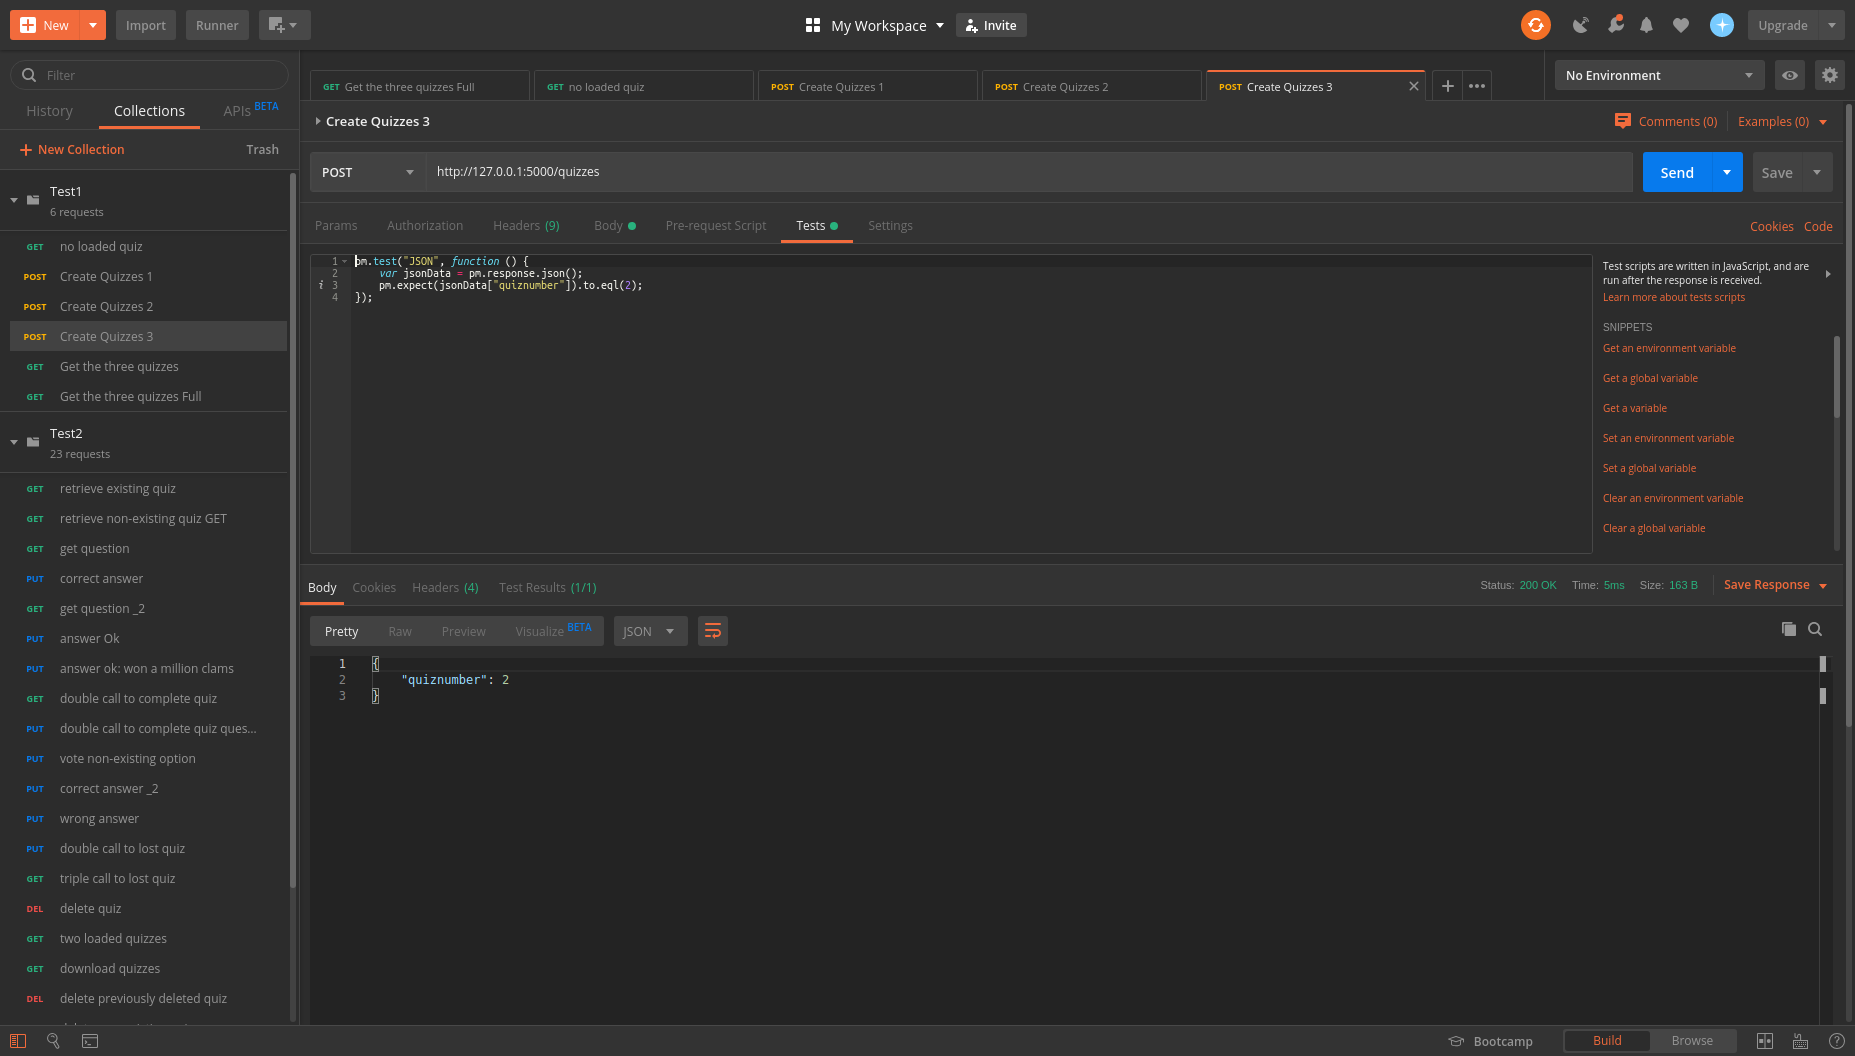 New Import Runner My Workspace Invite Upgrade
Filter
History Collections APIs BETA
New Collection Trash
Test1
6 requests
GET no loaded quiz
POST Create Quizzes 1
POST Create Quizzes 2
POST Create Quizzes 3
GET Get the three quizzes
GET Get the three quizzes Full
Test2
23 requests
GET retrieve existing quiz
GET retrieve non-existing quiz GET
GET get question
PUT correct answer
GET get question _2
PUT answer Ok
PUT answer ok: won a million clams
GET double call to complete quiz
PUT double call to complete quiz ques...
PUT vote non-existing option
PUT correct answer _2
PUT wrong answer
PUT double call to lost quiz
GET triple call to lost quiz
DEL delete quiz
GET two loaded quizzes
GET download quizzes
DEL delete previously deleted quiz
GET Get the three quizzes Full GET no loaded quiz POST Create Quizzes 1 POST Create Quizzes 2 POST Create Quizzes 3
No Environment
Create Quizzes 3 Comments (0) Examples (0)
POST http://127.0.0.1:5000/quizzes Send Save
Params Authorization Headers (9) Body Pre-request Script Tests Settings Cookies Code
1 pm.test("JSON", function () {
2 var jsonData = pm.response.json();
i 3 pm.expect(jsonData["quiznumber"]).to.eql(2);
4 });
Test scripts are written in JavaScript, and are
run after the response is received.
Learn more about tests scripts
SNIPPETS
Get an environment variable
Get a global variable
Get a variable
Set an environment variable
Set a global variable
Clear an environment variable
Clear a global variable
Body Cookies Headers (4) Test Results (1/1) Status: 200 OK Time: 5ms Size: 163 B Save Response
Pretty Raw Preview Visualize BETA JSON
1 {
2 "quiznumber": 2
3 }
Bootcamp Build Browse